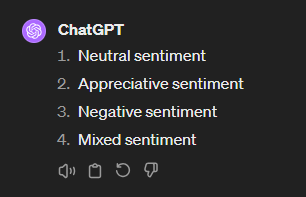 ChatGPT
1. Neutral sentiment
2. Appreciative sentiment
3. Negative sentiment
4. Mixed sentiment